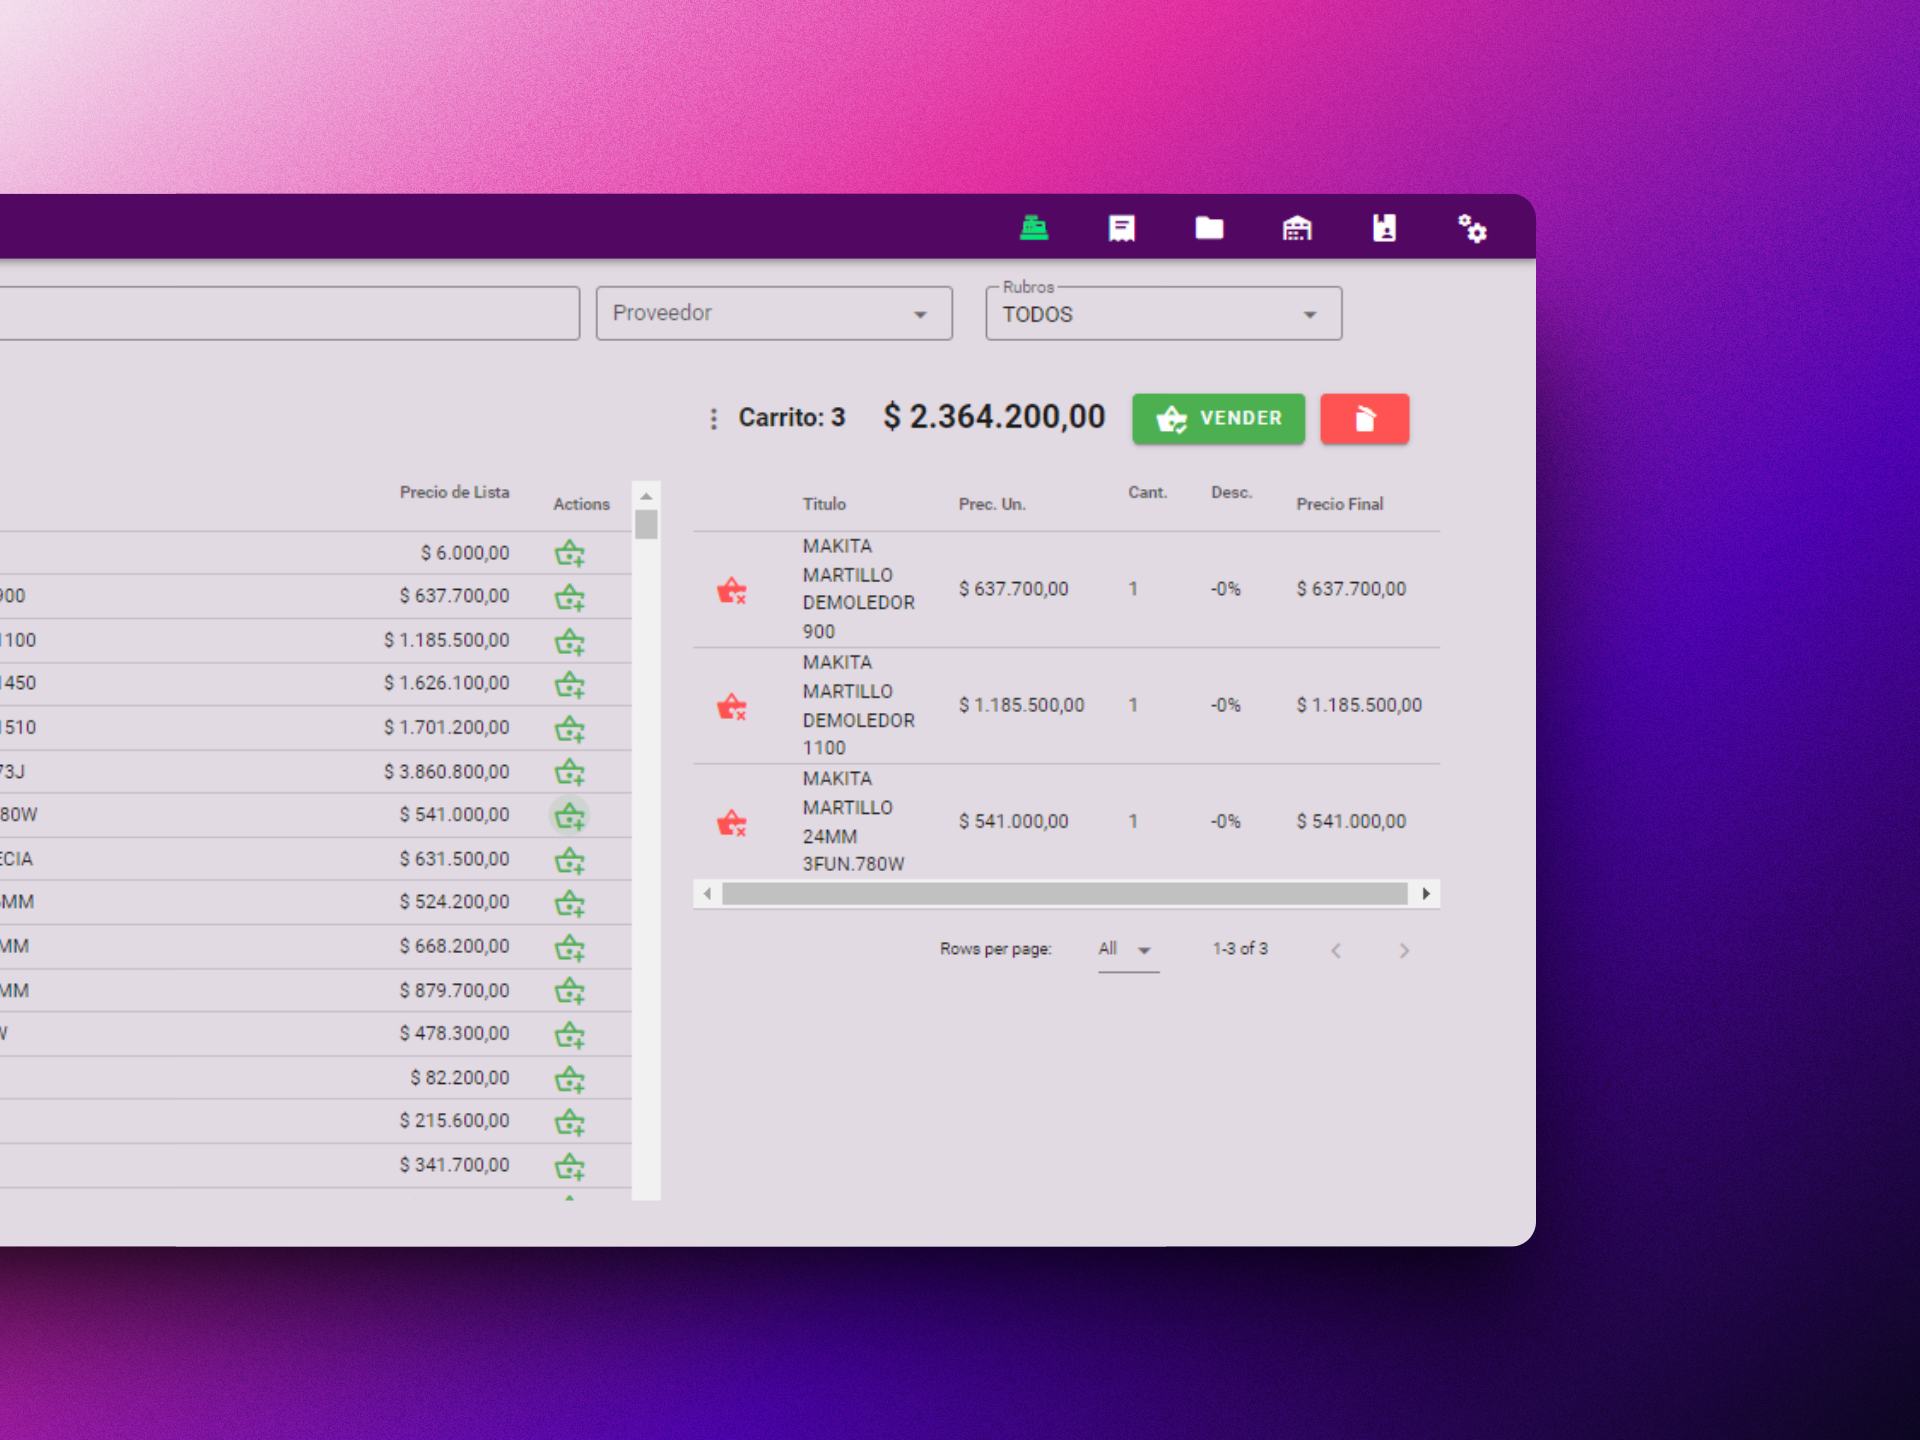 Proveedor
Rubros
TODOS
Carrito: 3 $ 2.364.200,00 VENDER
Precio de Lista Actions
$ 6.000,00
900 $ 637.700,00
1100 $ 1.185.500,00
1450 $ 1.626.100,00
1510 $ 1.701.200,00
73J $ 3.860.800,00
80W $ 541.000,00
ECIA $ 631.500,00
MM $ 524.200,00
MM $ 668.200,00
MM $ 879.700,00
W $ 478.300,00
$ 82.200,00
$ 215.600,00
$ 341.700,00
Titulo Prec. Un. Cant. Desc. Precio Final
MAKITA
MARTILLO
DEMOLEDOR
900
$ 637.700,00 1 -0% $ 637.700,00
MAKITA
MARTILLO
DEMOLEDOR
1100
$ 1.185.500,00 1 -0% $ 1.185.500,00
MAKITA
MARTILLO
24MM
3FUN.780W
$ 541.000,00 1 -0% $ 541.000,00
Rows per page: All 1-3 of 3